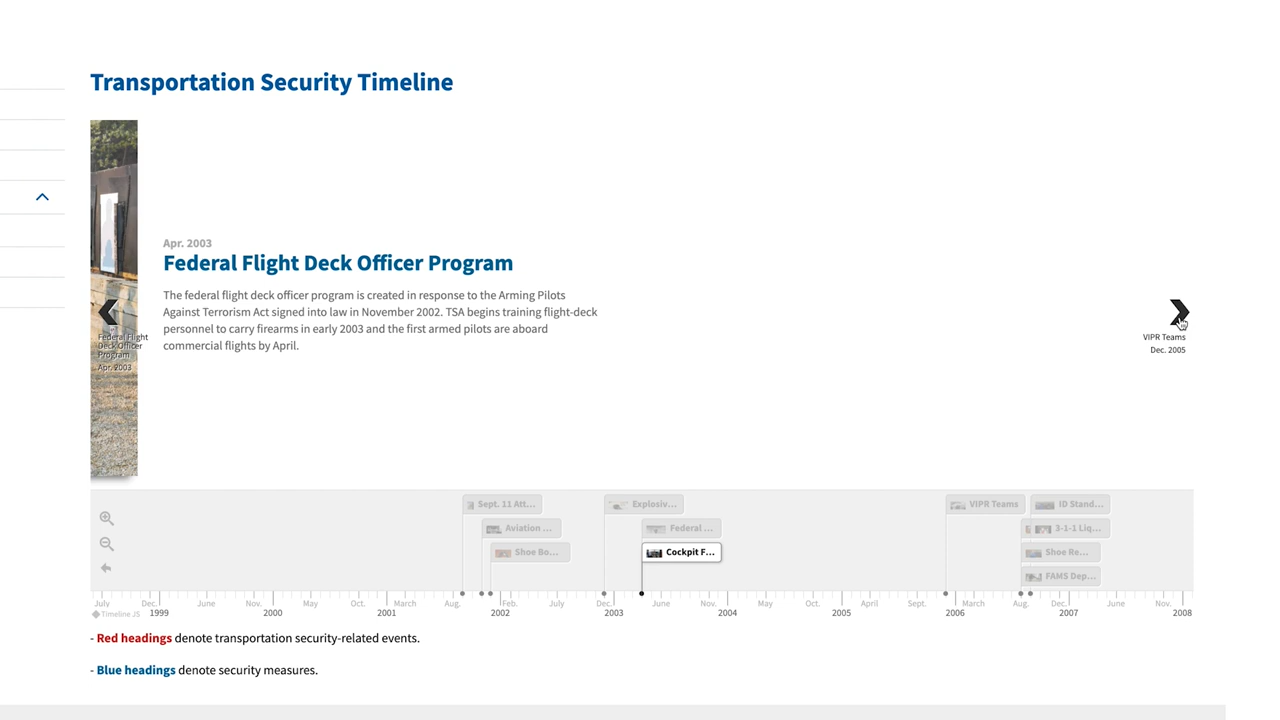 Transportation Security Timeline
Apr. 2003
Federal Flight Deck Officer Program
The federal flight deck officer program is created in response to the Arming Pilots
Against Terrorism Act signed into law in November 2002. TSA begins training flight-deck
personnel to carry firearms in early 2003 and the first armed pilots are aboard
commercial flights by April.
Federal Flight
Deck Officer
Program
Apr. 2003
VIPR Teams
Dec. 2005
Sept. 11 Att...
Explosiv...
VIPR Teams
ID Stand...
Aviation ...
Federal ...
3-1-1 Liq...
Shoe Bo...
Cockpit F...
Shoe Re...
FAMS Dep...
July Dec. June Nov. May Oct. March Aug. Feb. July Dec. June Nov. May Oct. April Sept. March Aug. Dec. June Nov.
Timeline JS 1999 2000 2001 2002 2003 2004 2005 2006 2007 2008
- Red headings denote transportation security-related events.
- Blue headings denote security measures.